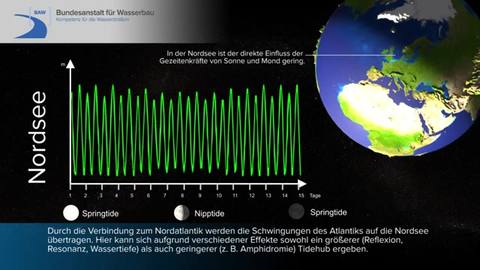 BAW
Bundesanstalt für Wasserbau
Kompetenz für die Wasserstraßen
In der Nordsee ist der direkte Einfluss der
Gezeitenkräfte von Sonne und Mond gering.
m
Nordsee
1 2 3 4 5 6 7 8 9 10 11 12 13 14 15 Tage
Springtide Nipptide Springtide
Durch die Verbindung zum Nordatlantik werden die Schwingungen des Atlantiks auf die Nordsee
übertragen. Hier kann sich aufgrund verschiedener Effekte sowohl ein größerer (Reflexion,
Resonanz, Wassertiefe) als auch geringerer (z. B. Amphidromie) Tidehub ergeben.